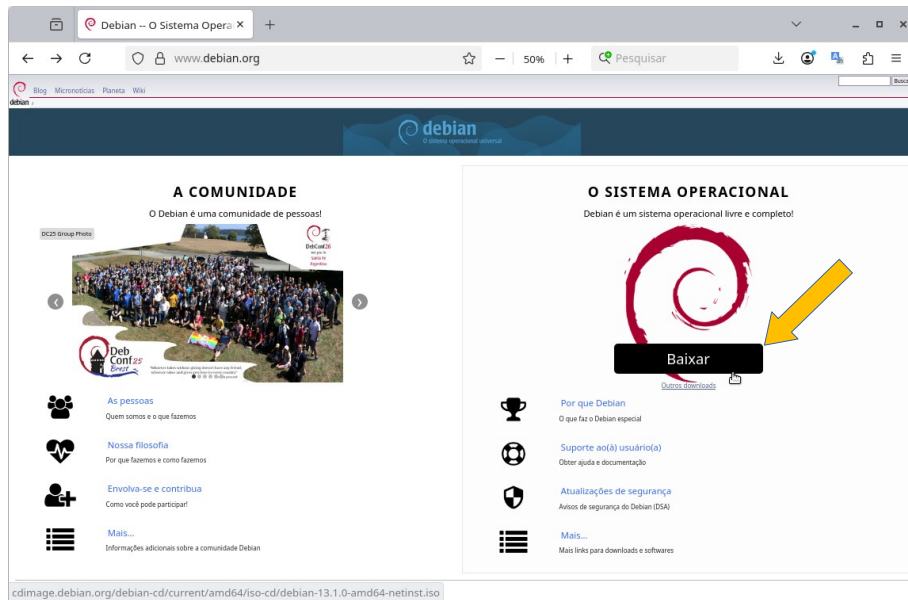 Debian -- O Sistema Opera
www.debian.org
50%
Pesquisar
Blog Micronotícias Planeta Wiki
Busca
debian
debian
O sistema operacional universal
A COMUNIDADE
O Debian é uma comunidade de pessoas!
DC25 Group Photo
DebConf26
Santa Fe
Argentina
Deb
Conf25
Brest
O SISTEMA OPERACIONAL
Debian é um sistema operacional livre e completo!
Baixar
Outros downloads
As pessoas
Quem somos e o que fazemos
Nossa filosofia
Por que fazemos e como fazemos
Envolva-se e contribua
Como você pode participar!
Mais...
Informações adicionais sobre a comunidade Debian
Por que Debian
O que faz o Debian especial
Suporte ao(à) usuário(a)
Obter ajuda e documentação
Atualizações de segurança
Avisos de segurança do Debian (DSA)
Mais...
Mais links para downloads e softwares
cdimage.debian.org/debian-cd/current/amd64/iso-cd/debian-13.1.0-amd64-netinst.iso